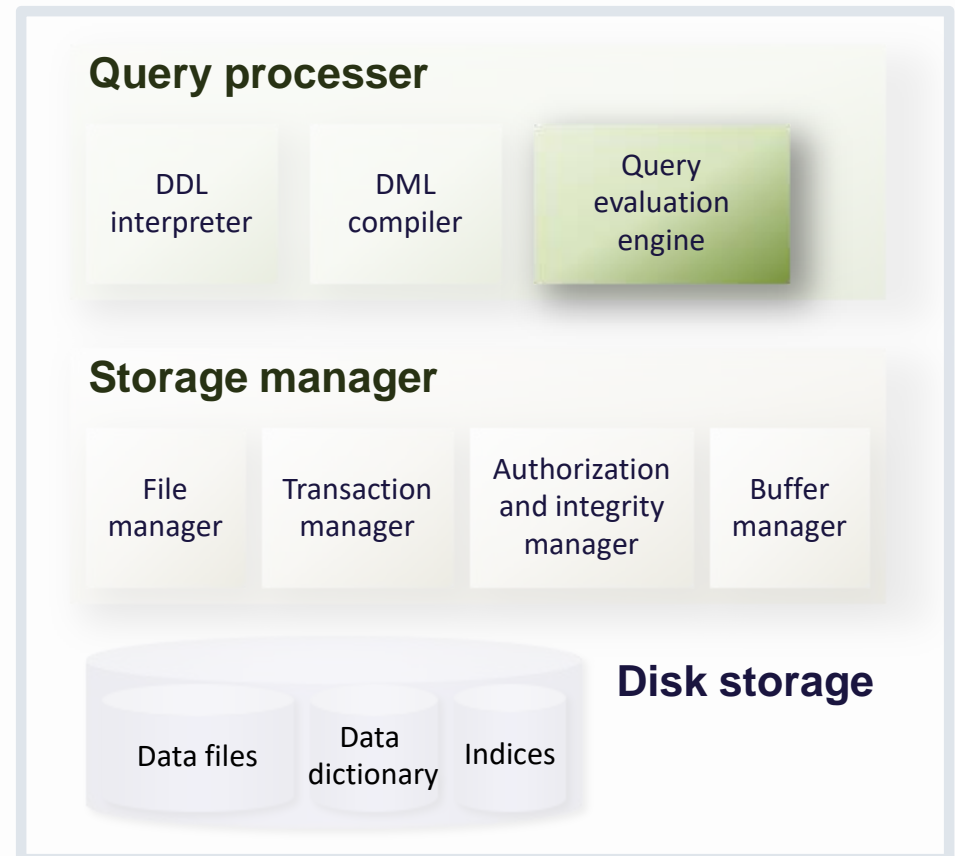 Query processer
DDL
interpreter
DML
compiler
Query
evaluation
engine
Storage manager
File
manager
Transaction
manager
Authorization
and integrity
manager
Buffer
manager
Disk storage
Data files
Data
dictionary
Indices